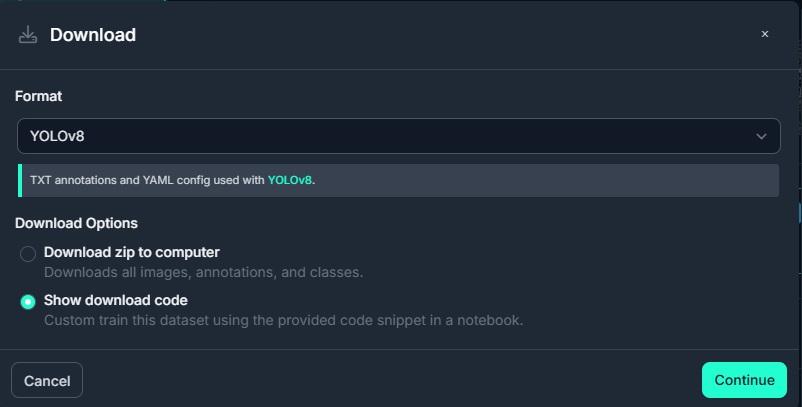 Download
×
Format
YOLOv8
TXT annotations and YAML config used with YOLOv8.
Download Options
Download zip to computer
Downloads all images, annotations, and classes.
Show download code
Custom train this dataset using the provided code snippet in a notebook.
Cancel
Continue